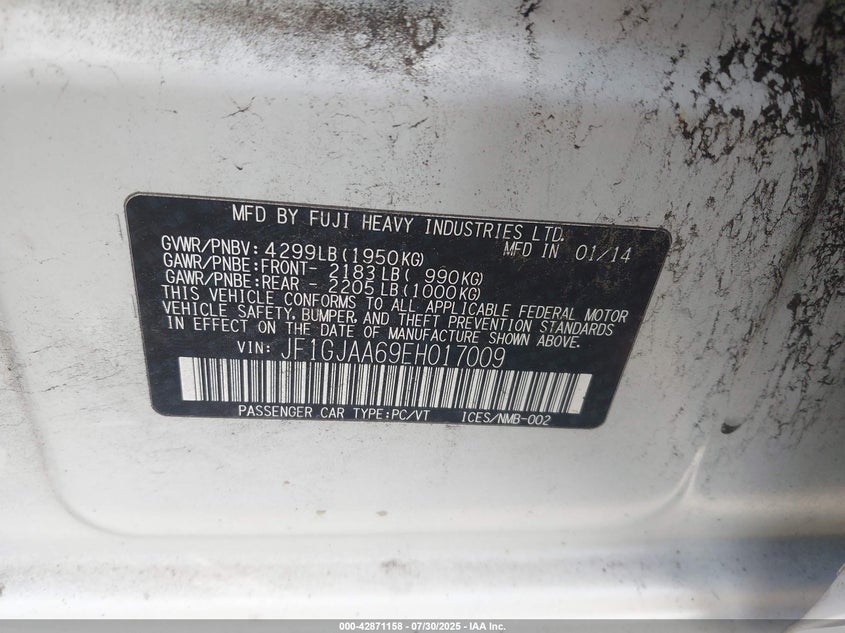 MFD BY FUJI HEAVY INDUSTRIES LTD.
GVWR/PNBV: 4299LB(1950KG) MFD IN 01/14
GAWR/PNBE:FRONT- 2183LB( 990KG)
GAWR/PNBE:REAR - 2205LB(1000KG)
THIS VEHICLE CONFORMS TO ALL APPLICABLE FEDERAL MOTOR
VEHICLE SAFETY, BUMPER, AND THEFT PREVENTION STANDARDS
IN EFFECT ON THE DATE OF MANUFACTURE SHOWN ABOVE.
VIN: JF1GJAA69EH017009
PASSENGER CAR TYPE:PC/VT ICES/NMB-002
000-42871158 - 07/30/2025 - IAA Inc.